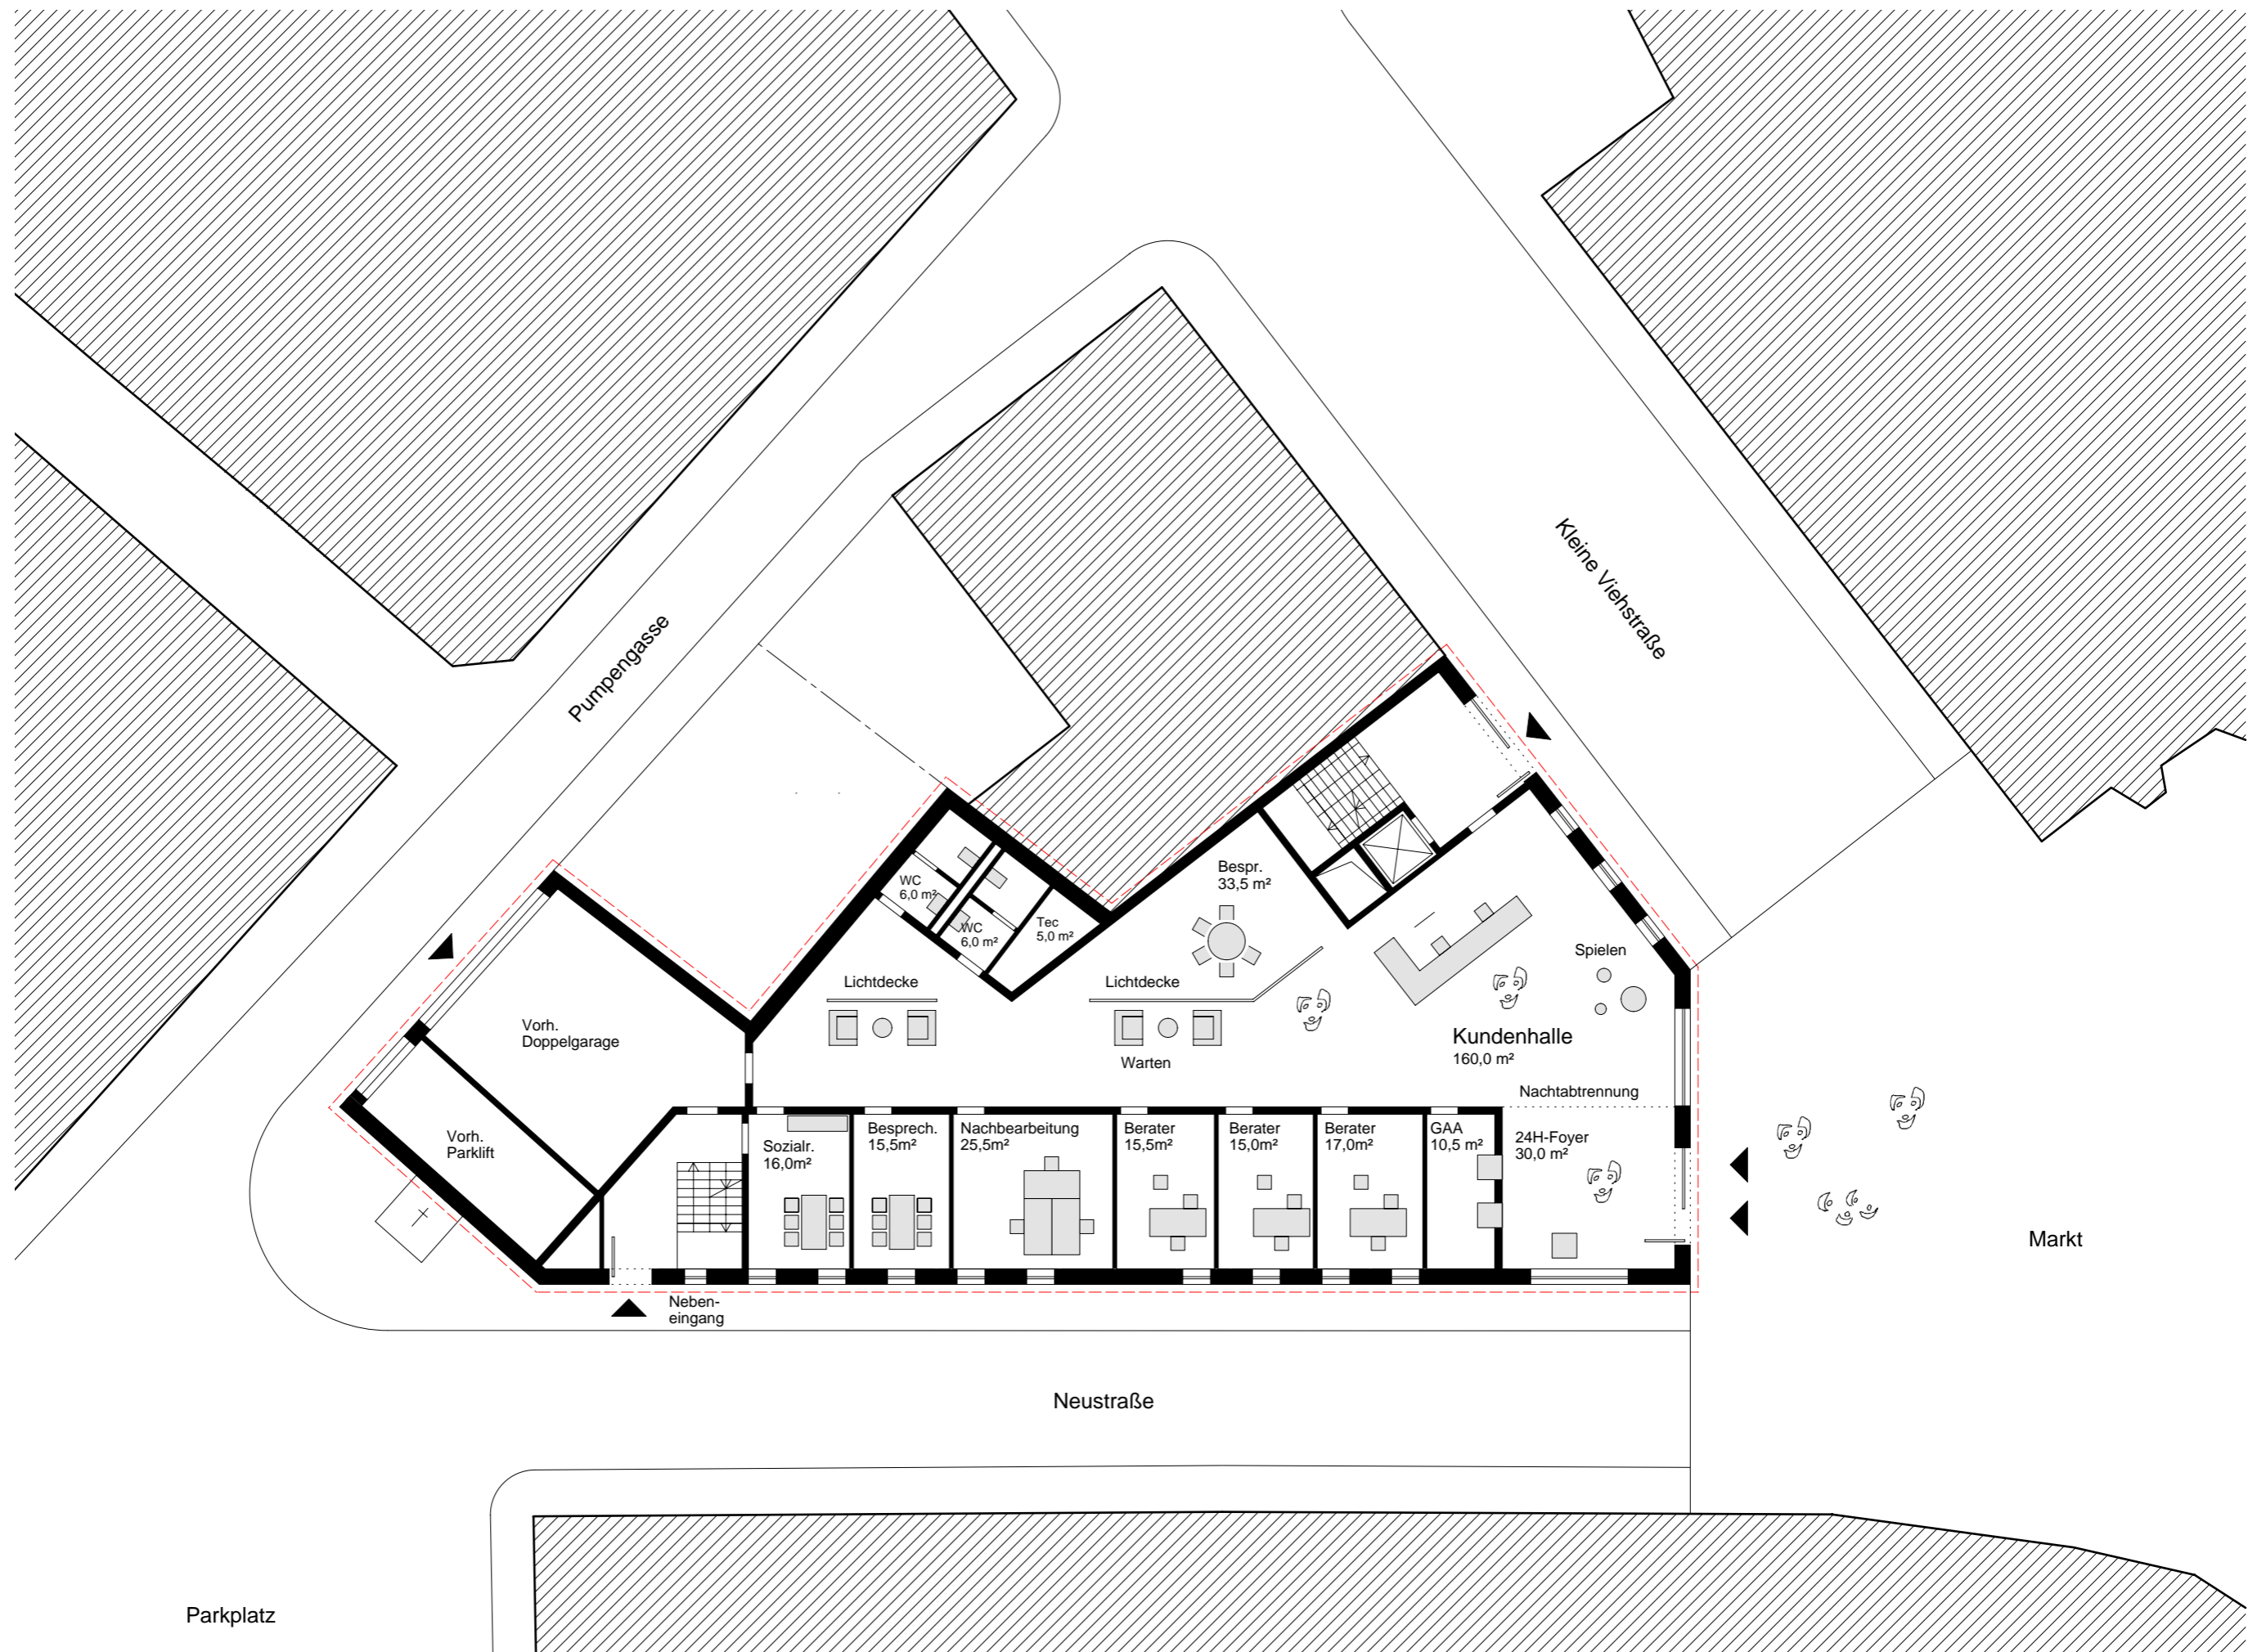 Kleine Viehstraße
Pumpengasse
Bespr.
33,5 m²
WC
6,0 m²
WC
6,0 m²
Tec
5,0 m²
Spielen
Lichtdecke
Lichtdecke
Vorh.
Doppelgarage
Kundenhalle
160,0 m²
Warten
Nachtabtrennung
Vorh.
Parklift
Sozialr.
16,0m²
Besprech.
15,5m²
Nachbearbeitung
25,5m²
Berater
15,5m²
Berater
15,0m²
Berater
17,0m²
GAA
10,5 m²
24H-Foyer
30,0 m²
Markt
Neben-
eingang
Neustraße
Parkplatz